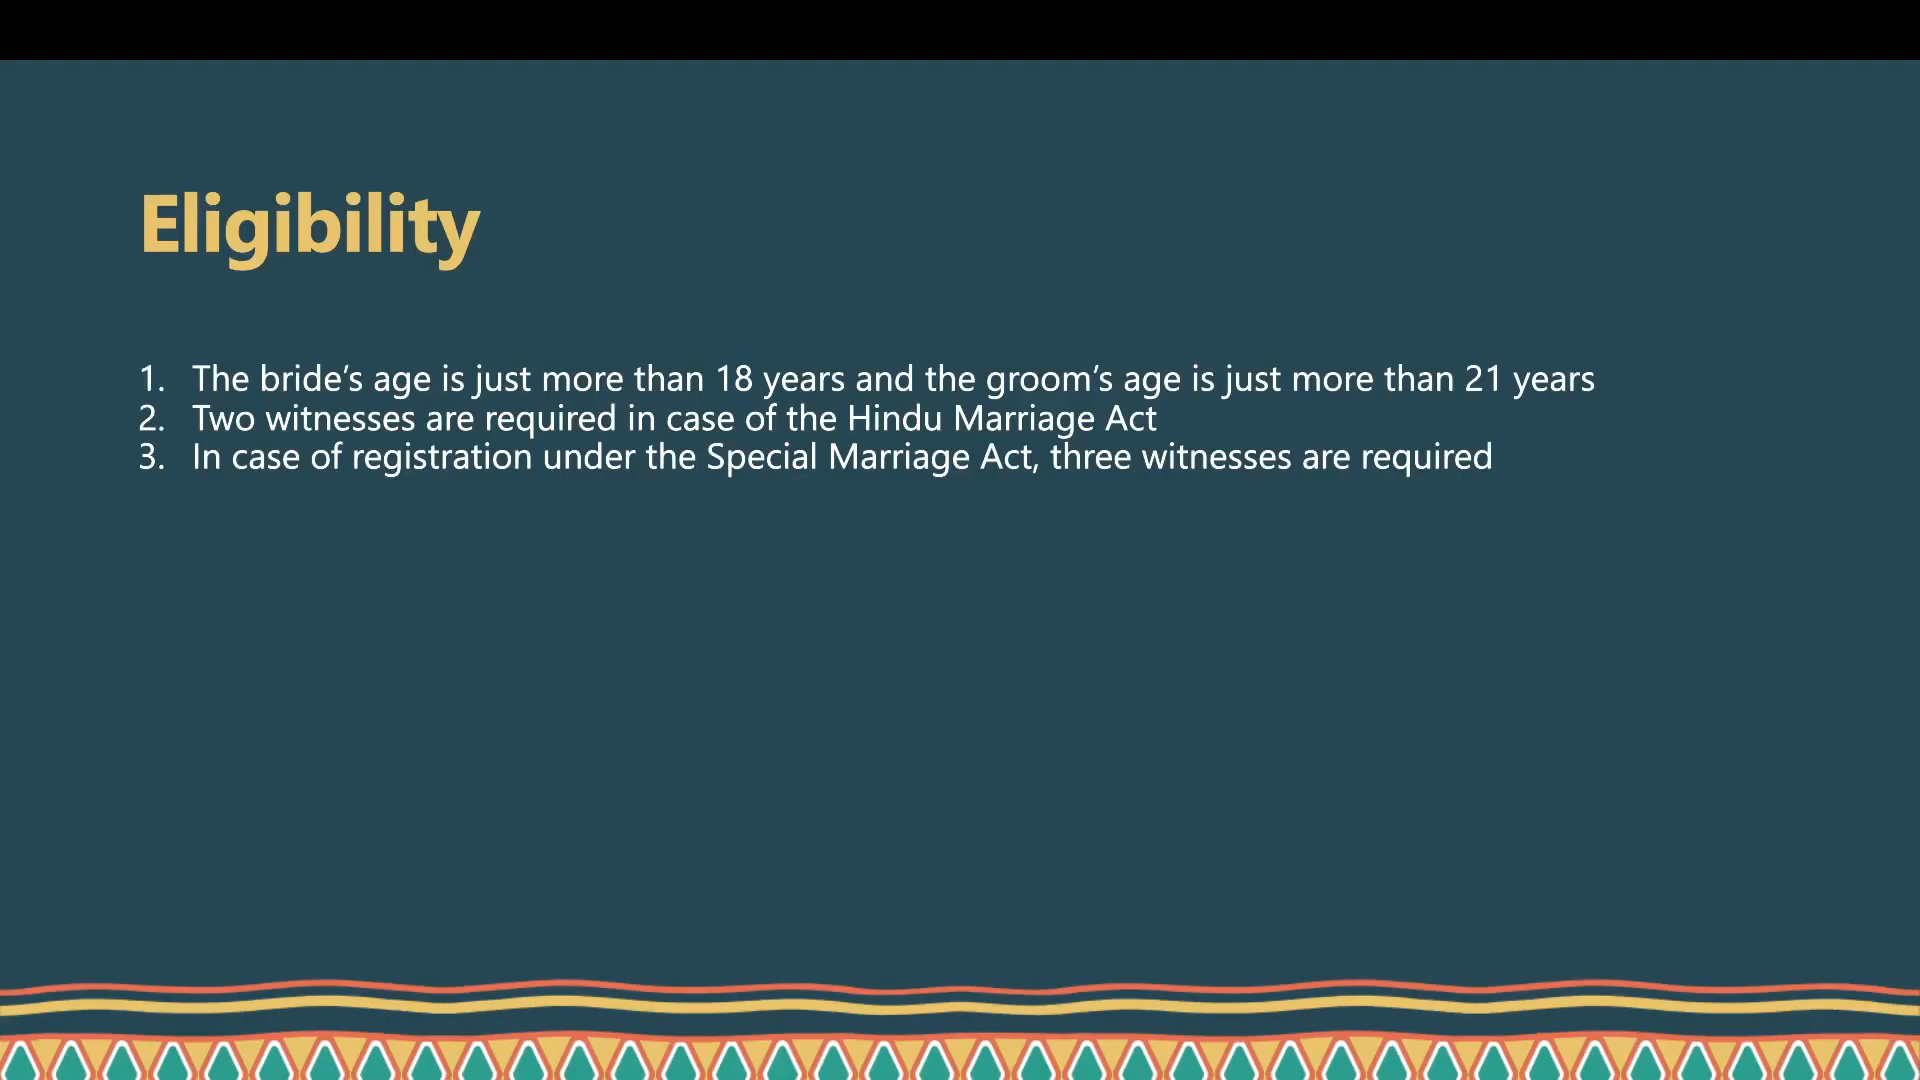 Eligibility
1. The bride’s age is just more than 18 years and the groom’s age is just more than 21 years
2. Two witnesses are required in case of the Hindu Marriage Act
3. In case of registration under the Special Marriage Act, three witnesses are required